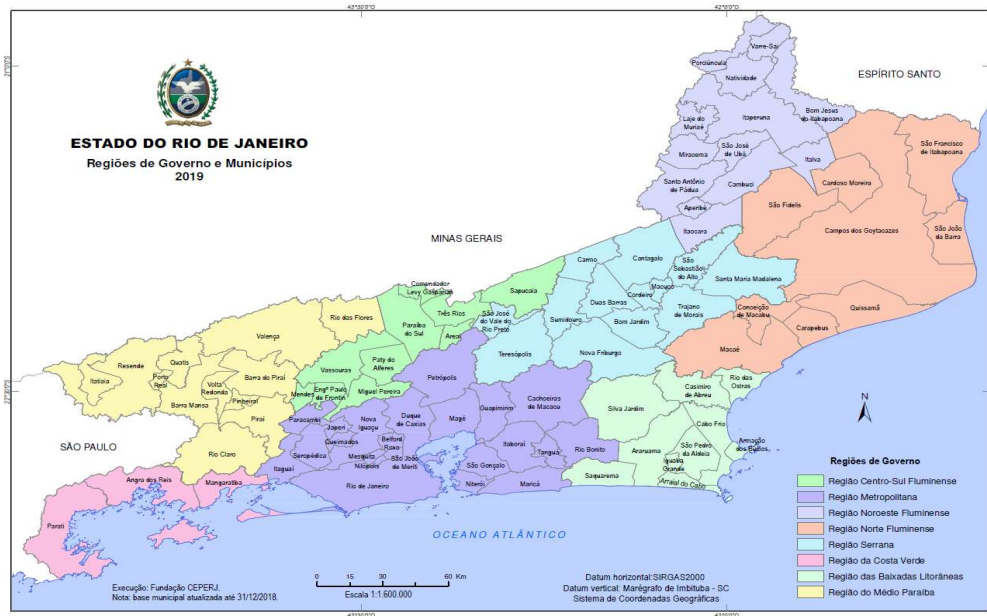 43°30'0"O
42°0'0"O
21°0'0"S
ESTADO DO RIO DE JANEIRO
Regiões de Governo e Municípios
2019
ESPÍRITO SANTO
MINAS GERAIS
SÃO PAULO
Varre-Sai
Porciúncula
Natividade
Bom Jesus
do Itabapoana
Laje do
Muriaé
Itaperuna
São Francisco
de Itabapoana
Miracema
São José
de Ubá
Italva
Santo Antônio
de Pádua
Cambuci
Cardoso Moreira
Aperibé
São Fidelis
Itaocara
Campos dos Goytacazes
São João
da Barra
Carmo
Cantagalo
São
Sebastião
do Alto
Santa Maria Madalena
Macuco
Cordeiro
Duas Barras
Trajano
de Morais
Conceição
de Macabu
Quissamã
Carapebus
Macaé
Sumidouro
Bom Jardim
Nova Friburgo
Teresópolis
São José
do Vale do
Rio Preto
Sapucaia
Comendador
Levy Gasparian
Três Rios
Paraíba
do Sul
Areal
Rio das Flores
Valença
Paty do
Alferes
Vassouras
Petrópolis
Miguel Pereira
Engº Paulo
de Frontin
Mendes
Resende
Quatis
Itatiaia
Porto
Real
Volta
Redonda
Barra do Piraí
Barra Mansa
Pinheiral
Piraí
Rio Claro
22°30'0"S
Casimiro
de Abreu
Rio das
Ostras
Silva Jardim
Cabo Frio
Cachoeiras
de Macacu
Guapimirim
Magé
Duque
de Caxias
Nova
Iguaçu
Paracambi
Japeri
Queimados
Belford
Roxo
Seropédica
Mesquita
Nilópolis
São João
de Meriti
Itaguaí
Itaboraí
Tanguá
Rio Bonito
Araruama
São Pedro
da Aldeia
Armação
dos Búzios
Iguaba
Grande
São Gonçalo
Niterói
Maricá
Saquarema
Arraial do Cabo
Rio de Janeiro
Angra dos Reis
Mangaratiba
Parati
OCEANO ATLÂNTICO
N
Regiões de Governo
Região Centro-Sul Fluminense
Região Metropolitana
Região Noroeste Fluminense
Região Norte Fluminense
Região Serrana
Região da Costa Verde
Região das Baixadas Litorâneas
Região do Médio Paraíba
0 15 30 60 Km
Escala 1:1.600.000
Execução: Fundação CEPERJ.
Nota: base municipal atualizada até 31/12/2018.
Datum horizontal:SIRGAS2000
Datum vertical: Marégrafo de Imbituba - SC
Sistema de Coordenadas Geográficas